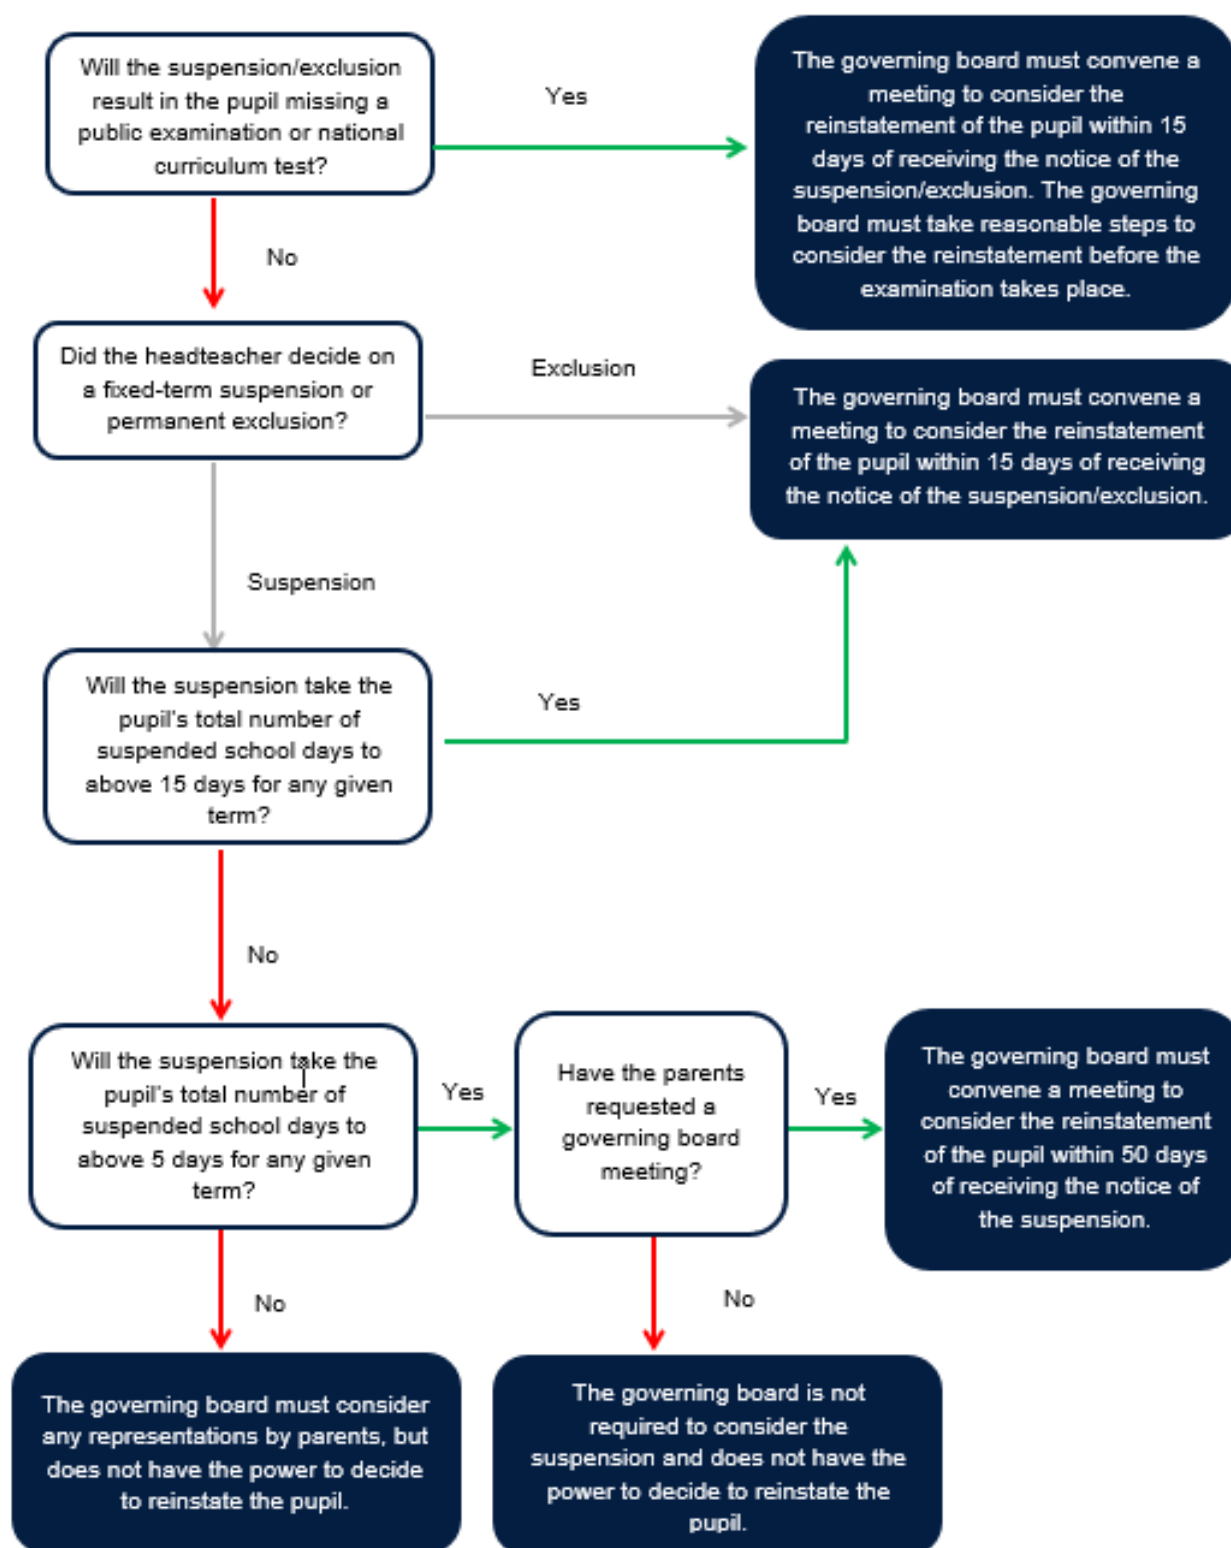 Will the suspension/exclusion
result in the pupil missing a
public examination or national
curriculum test?
Yes
The governing board must convene a
meeting to consider the
reinstatement of the pupil within 15
days of receiving the notice of the
suspension/exclusion. The governing
board must take reasonable steps to
consider the reinstatement before the
examination takes place.
No
Did the headteacher decide on
a fixed-term suspension or
permanent exclusion?
Exclusion
The governing board must convene a
meeting to consider the reinstatement
of the pupil within 15 days of receiving
the notice of the suspension/exclusion.
Suspension
Will the suspension take the
pupil's total number of
suspended school days to
above 15 days for any given
term?
Yes
No
Will the suspension take the
pupil's total number of
suspended school days to
above 5 days for any given
term?
Yes
Have the parents
requested a
governing board
meeting?
Yes
The governing board must
convene a meeting to
consider the reinstatement
of the pupil within 50 days
of receiving the notice of
the suspension.
No
No
The governing board must consider
any representations by parents, but
does not have the power to decide
to reinstate the pupil.
The governing board is not
required to consider the
suspension and does not have the
power to decide to reinstate the
pupil.